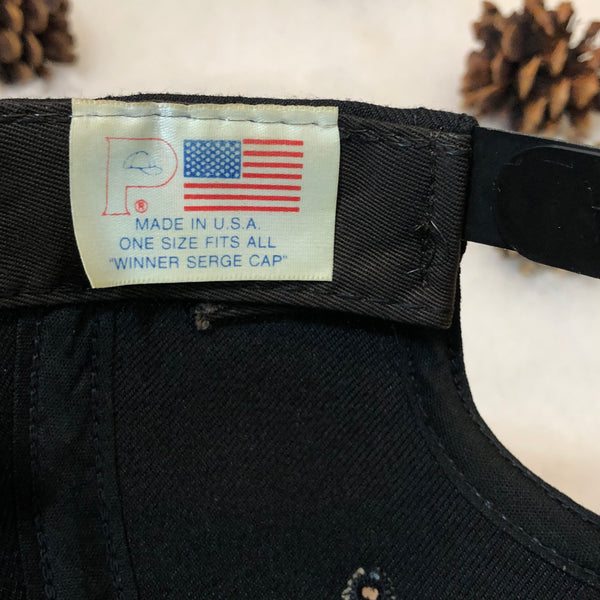 P®
MADE IN U.S.A.
ONE SIZE FITS ALL
"WINNER SERGE CAP"